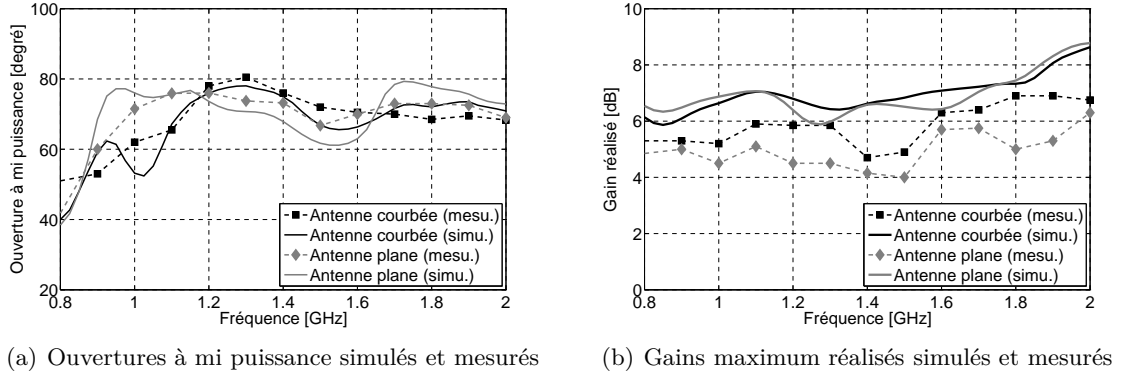 100
80
60
40
20
0.8
1
1.2
1.4
1.6
1.8
2
Fréquence [GHz]
Ouverture à mi puissance [degré]
Antenne courbée (mesu.)
Antenne courbée (simu.)
Antenne plane (mesu.)
Antenne plane (simu.)
(a) Ouvertures à mi puissance simulés et mesurés
10
8
6
4
2
0
0.8
1
1.2
1.4
1.6
1.8
2
Fréquence [GHz]
Gain réalisé [dB]
Antenne courbée (mesu.)
Antenne courbée (simu.)
Antenne plane (mesu.)
Antenne plane (simu.)
(b) Gains maximum réalisés simulés et mesurés